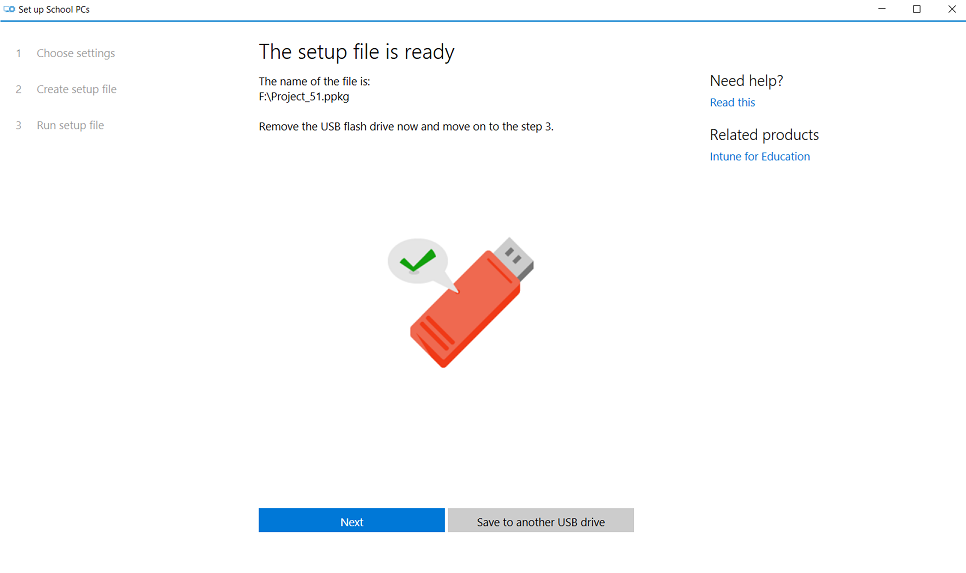 Set up School PCs
1 Choose settings
2 Create setup file
3 Run setup file
The setup file is ready
The name of the file is:
F:\Project_51.ppkg
Remove the USB flash drive now and move on to the step 3.
Next
Save to another USB drive
Need help?
Read this
Related products
Intune for Education